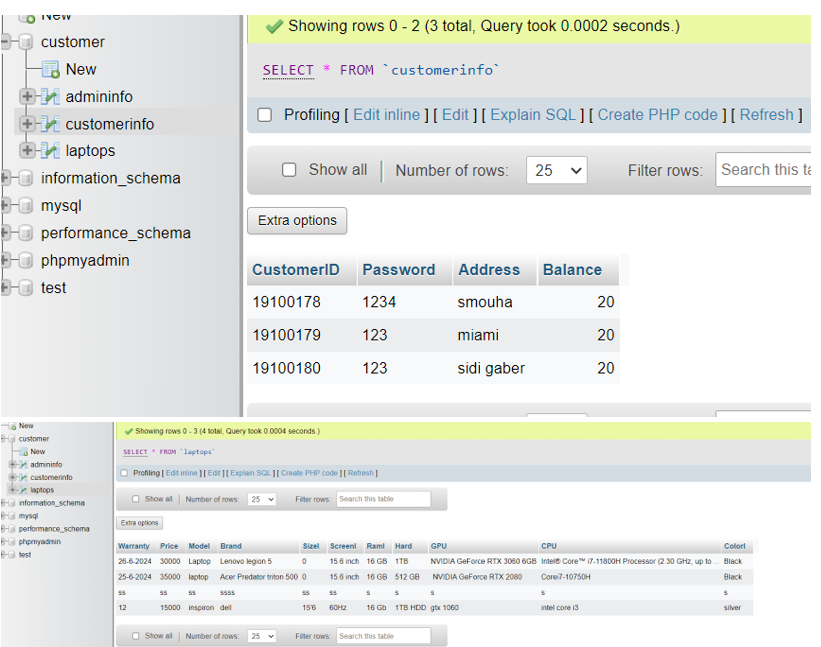 New
customer
New
admininfo
customerinfo
laptops
information_schema
mysql
performance_schema
phpmyadmin
test
Showing rows 0 - 2 (3 total, Query took 0.0002 seconds.)
SELECT * FROM `customerinfo`
Profiling [ Edit inline ] [ Edit ] [ Explain SQL ] [ Create PHP code ] [ Refresh ]
Show all Number of rows: 25 Filter rows: Search this ta
Extra options
CustomerID Password Address Balance
19100178 1234 smouha 20
19100179 123 miami 20
19100180 123 sidi gaber 20
New
customer
New
admininfo
customerinfo
laptops
information_schema
mysql
performance_schema
phpmyadmin
test
Showing rows 0 - 3 (4 total, Query took 0.0004 seconds.)
SELECT * FROM `laptops`
Profiling [ Edit inline ] [ Edit ] [ Explain SQL ] [ Create PHP code ] [ Refresh ]
Show all Number of rows: 25 Filter rows: Search this table
Extra options
Warranty Price Model Brand SizeI ScreenI RamI Hard GPU CPU ColorI
26-6-2024 30000 Laptop Lenovo legion 5 0 15.6 inch 16 GB 1TB NVIDIA GeForce RTX 3060 6GB Intel® Core™ i7-11800H Processor (2.30 GHz, up to ... Black
25-6-2024 35000 laptop Acer Predator triton 500 0 15.6 inch 16 GB 512 GB NVIDIA GeForce RTX 2080 Corei7-10750H Black
ss ss ss ssss ss ss s s s s s
12 15000 inspiron dell 15'6 60Hz 16 Gb 1TB HDD gtx 1060 intel core i3 silver
Show all Number of rows: 25 Filter rows: Search this table